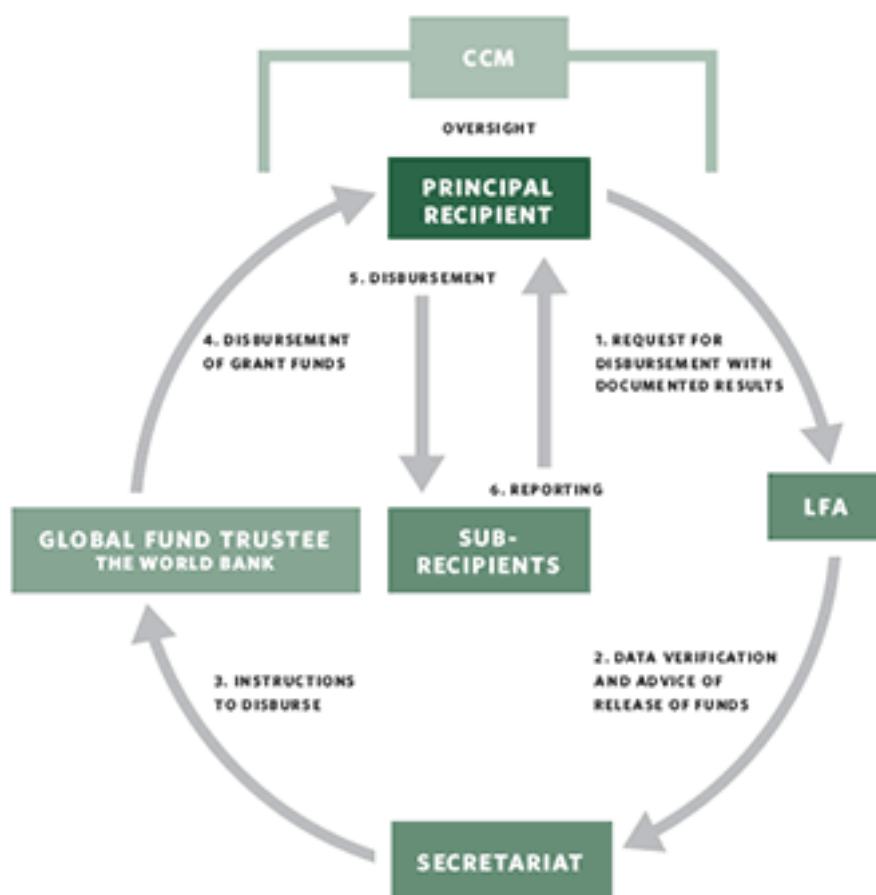 CCM
OVERSIGHT
PRINCIPAL
RECIPIENT
5. DISBURSEMENT
4. DISBURSEMENT
OF GRANT FUNDS
1. REQUEST FOR
DISBURSEMENT WITH
DOCUMENTED RESULTS
6. REPORTING
LFA
GLOBAL FUND TRUSTEE
THE WORLD BANK
SUB-
RECIPIENTS
2. DATA VERIFICATION
AND ADVICE OF
RELEASE OF FUNDS
3. INSTRUCTIONS
TO DISBURSE
SECRETARIAT